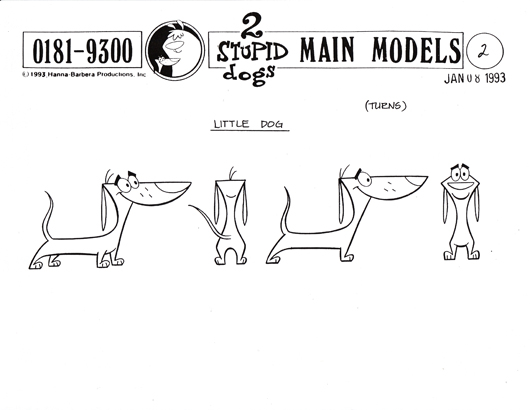 0181-9300
© 1993 Hanna-Barbera Productions, Inc
2 STUPID dogs
MAIN MODELS
2
JAN 08 1993
(TURNS)
LITTLE DOG